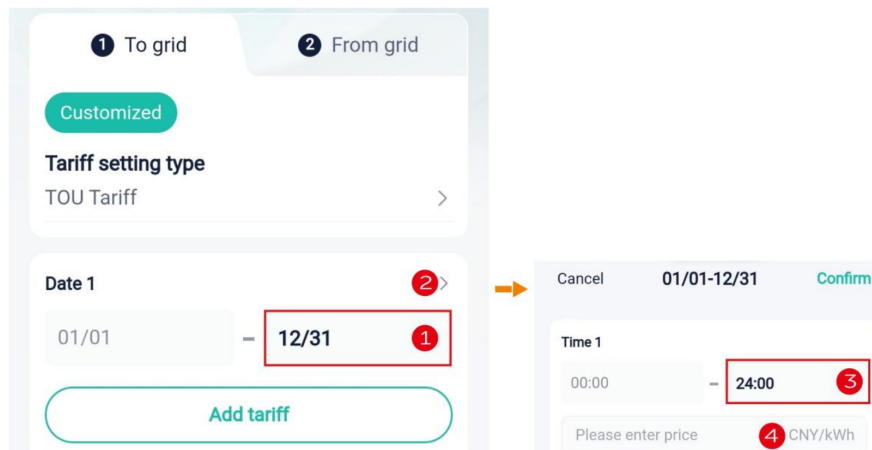 1 To grid
2 From grid
Customized
Tariff setting type
TOU Tariff
Date 1
2
01/01 - 12/31 1
Add tariff
Cancel 01/01-12/31 Confirm
Time 1
00:00 - 24:00 3
Please enter price 4 CNY/kWh